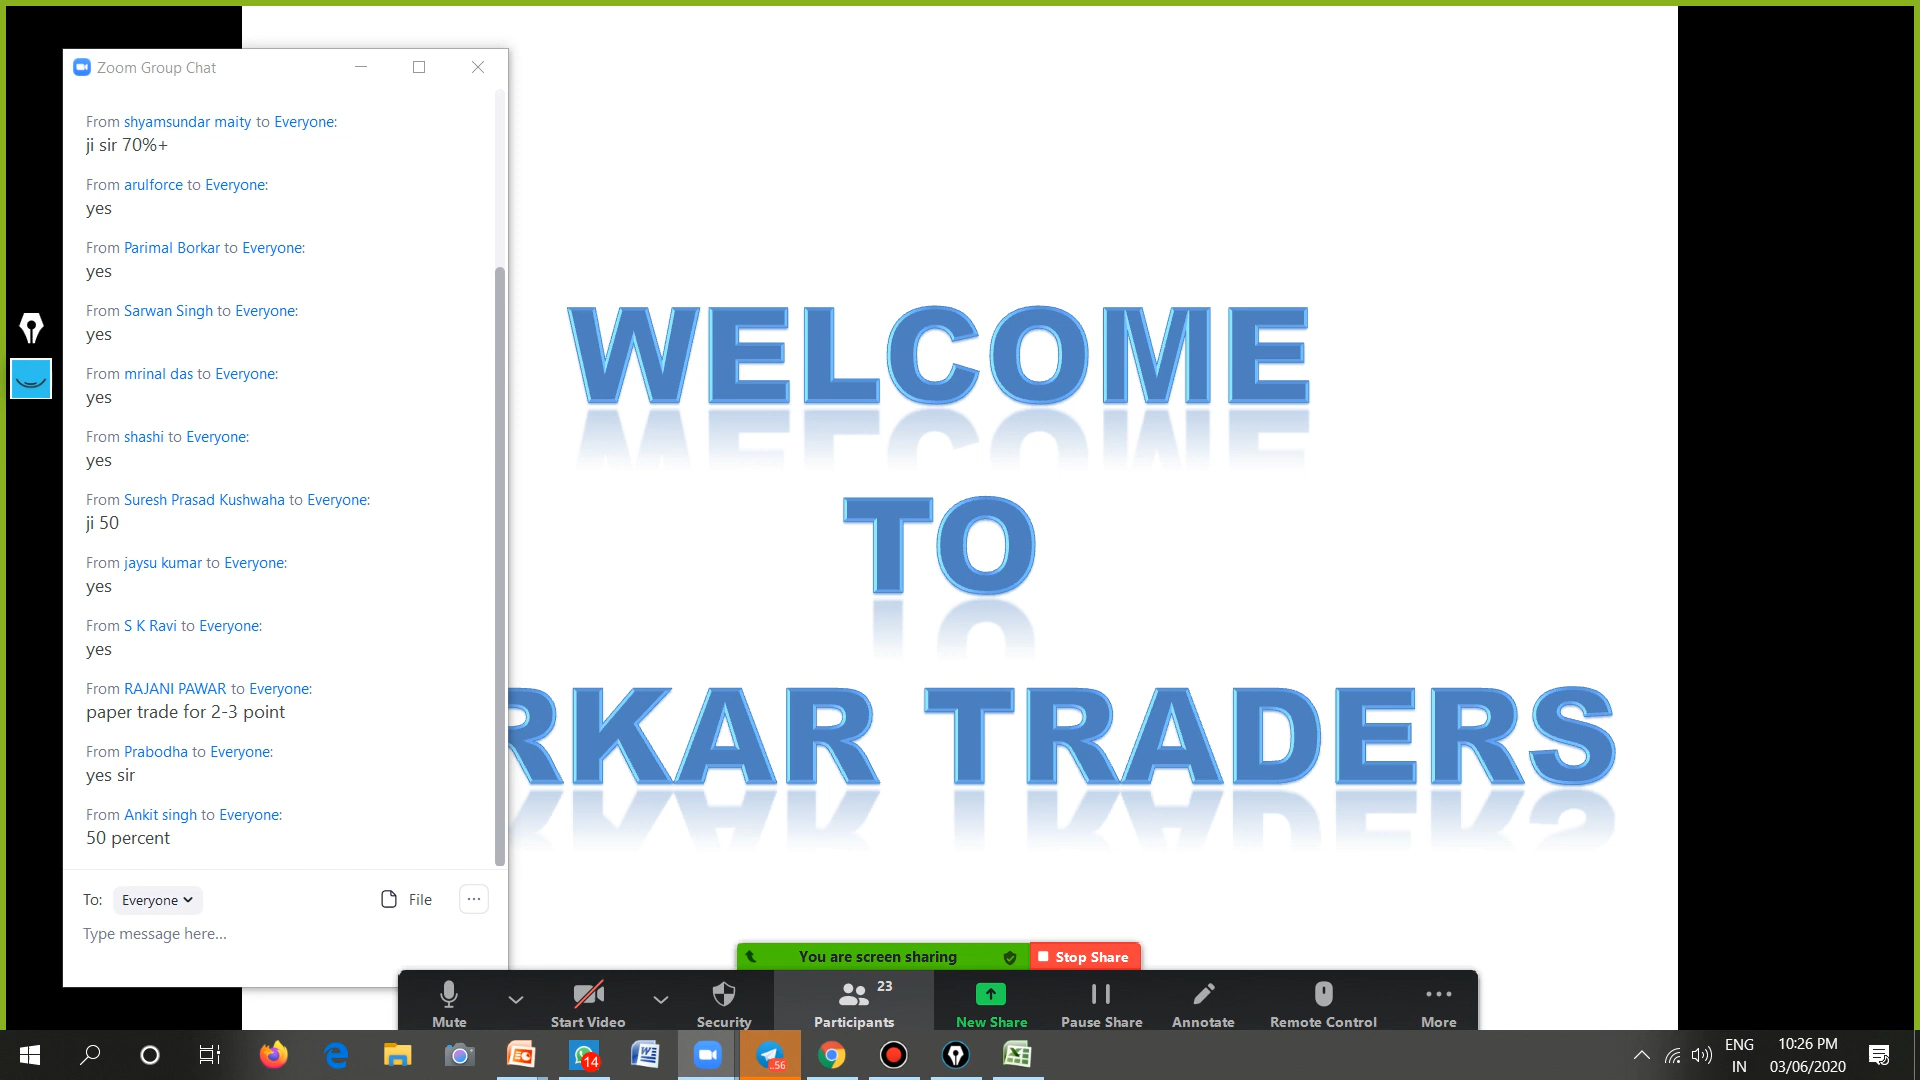 Zoom Group Chat
From shyamsundar maity to Everyone:
ji sir 70%+
From arulforce to Everyone:
yes
From Parimal Borkar to Everyone:
yes
From Sarwan Singh to Everyone:
yes
From mrinal das to Everyone:
yes
From shashi to Everyone:
yes
From Suresh Prasad Kushwaha to Everyone:
ji 50
From jaysu kumar to Everyone:
yes
From S K Ravi to Everyone:
yes
From RAJANI PAWAR to Everyone:
paper trade for 2-3 point
From Prabodha to Everyone:
yes sir
From Ankit singh to Everyone:
50 percent
To: Everyone File
Type message here...
WELCOME
TO
RKAR TRADERS
You are screen sharing Stop Share
23
Mute Start Video Security Participants New Share Pause Share Annotate Remote Control More
14
..56
ENG
IN
10:26 PM
03/06/2020